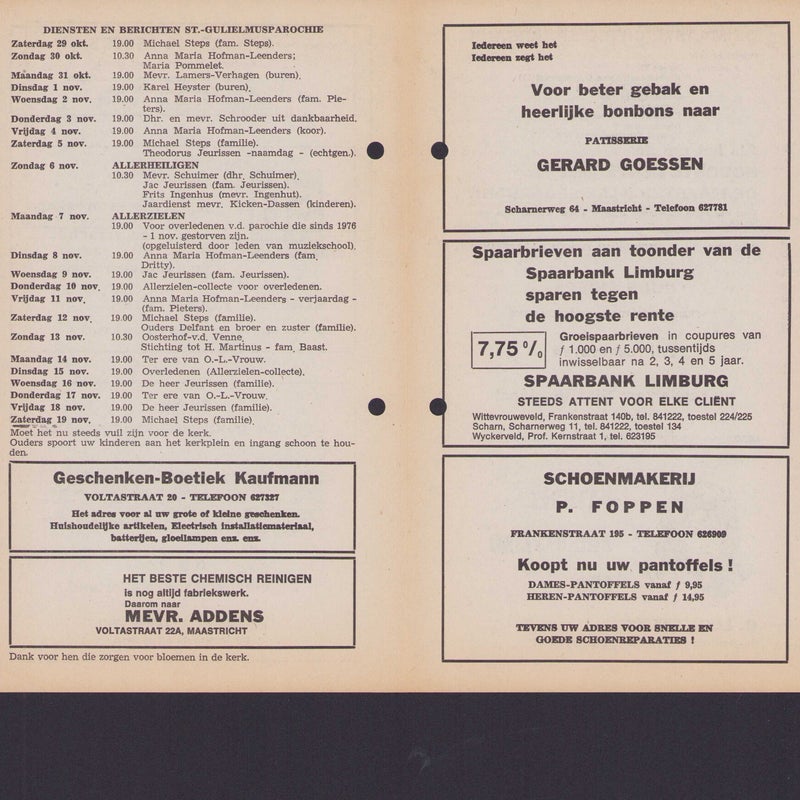 DIENSTEN EN BERICHTEN ST.-GULIELMUSPAROCHIE
Zaterdag 29 okt. 19.00 Michael Steps (fam. Steps).
Zondag 30 okt. 10.30 Anna Maria Hofman-Leenders;
Maria Pommelet.
Maandag 31 okt. 19.00 Mevr. Lamers-Verhagen (buren).
Dinsdag 1 nov. 19.00 Karel Heyster (buren).
Woensdag 2 nov. 19.00 Anna Maria Hofman-Leenders (fam. Pie-
ters).
Donderdag 3 nov. 19.00 Dhr. en mevr. Schrooder uit dankbaarheid.
Vrijdag 4 nov. 19.00 Anna Maria Hofman-Leenders (koor).
Zaterdag 5 nov. 19.00 Michael Steps (familie).
Theodorus Jeurissen -naamdag - (echtgen.).
Zondag 6 nov. ALLERHEILIGEN
10.30 Mevr. Schuimer (dhr. Schuimer).
Jac Jeurissen (fam. Jeurissen).
Frits Ingenhus (mevr. Ingenhut).
Jaardienst mevr. Kicken-Dassen (kinderen).
Maandag 7 nov. ALLERZIELEN
19.00 Voor overledenen v.d. parochie die sinds 1976
- 1 nov. gestorven zijn.
(opgeluisterd door leden van muziekschool).
Dinsdag 8 nov. 19.00 Anna Maria Hofman-Leenders (fam.
Dritty).
Woensdag 9 nov. 19.00 Jac Jeurissen (fam. Jeurissen).
Donderdag 10 nov. 19.00 Allerzielen-collecte voor overledenen.
Vrijdag 11 nov. 19.00 Anna Maria Hofman-Leenders - verjaardag -
(fam. Pieters).
Zaterdag 12 nov. 19.00 Michael Steps (familie).
Ouders Delfant en broer en zuster (familie).
Zondag 13 nov. 10.30 Oosterhof-v.d. Venne.
Stichting tot H. Martinus - fam. Baast.
Maandag 14 nov. 19.00 Ter ere van O.-L.-Vrouw.
Dinsdag 15 nov. 19.00 Overledenen (Allerzielen-collecte).
Woensdag 16 nov. 19.00 De heer Jeurissen (familie).
Donderdag 17 nov. 19.00 Ter ere van O.-L.-Vrouw.
Vrijdag 18 nov. 19.00 De heer Jeurissen (familie).
Zaterdag 19 nov. 19.00 Michael Steps (familie).
Moet het nu steeds vuil zijn voor de kerk.
Ouders spoort uw kinderen aan het kerkplein en ingang schoon te hou-
den.
Geschenken-Boetiek Kaufmann
VOLTASTRAAT 20 - TELEFOON 627327
Het adres voor al uw grote of kleine geschenken.
Huishoudelijke artikelen, Electrisch installatiemateriaal,
batterijen, gloeilampen enz. enz.
HET BESTE CHEMISCH REINIGEN
is nog altijd fabriekswerk.
Daarom naar
MEVR. ADDENS
VOLTASTRAAT 22A, MAASTRICHT
Dank voor hen die zorgen voor bloemen in de kerk.
Iedereen weet het
Iedereen zegt het
Voor beter gebak en
heerlijke bonbons naar
PATISSERIE
GERARD GOESSEN
Scharnerweg 64 - Maastricht - Telefoon 627781
Spaarbrieven aan toonder van de
Spaarbank Limburg
sparen tegen
de hoogste rente
7,75 % Groeispaarbrieven in coupures van
ƒ 1.000 en ƒ 5.000, tussentijds
inwisselbaar na 2, 3, 4 en 5 jaar.
SPAARBANK LIMBURG
STEEDS ATTENT VOOR ELKE CLIËNT
Wittevrouweveld, Frankenstraat 140b, tel. 841222, toestel 224/225
Scharn, Scharnerweg 11, tel. 841222, toestel 134
Wyckerveld, Prof. Kernstraat 1, tel. 623195
SCHOENMAKERIJ
P. FOPPEN
FRANKENSTRAAT 195 - TELEFOON 626909
Koopt nu uw pantoffels !
DAMES-PANTOFFELS vanaf ƒ 9,95
HEREN-PANTOFFELS vanaf ƒ 14,95
TEVENS UW ADRES VOOR SNELLE EN
GOEDE SCHOENREPARATIES !